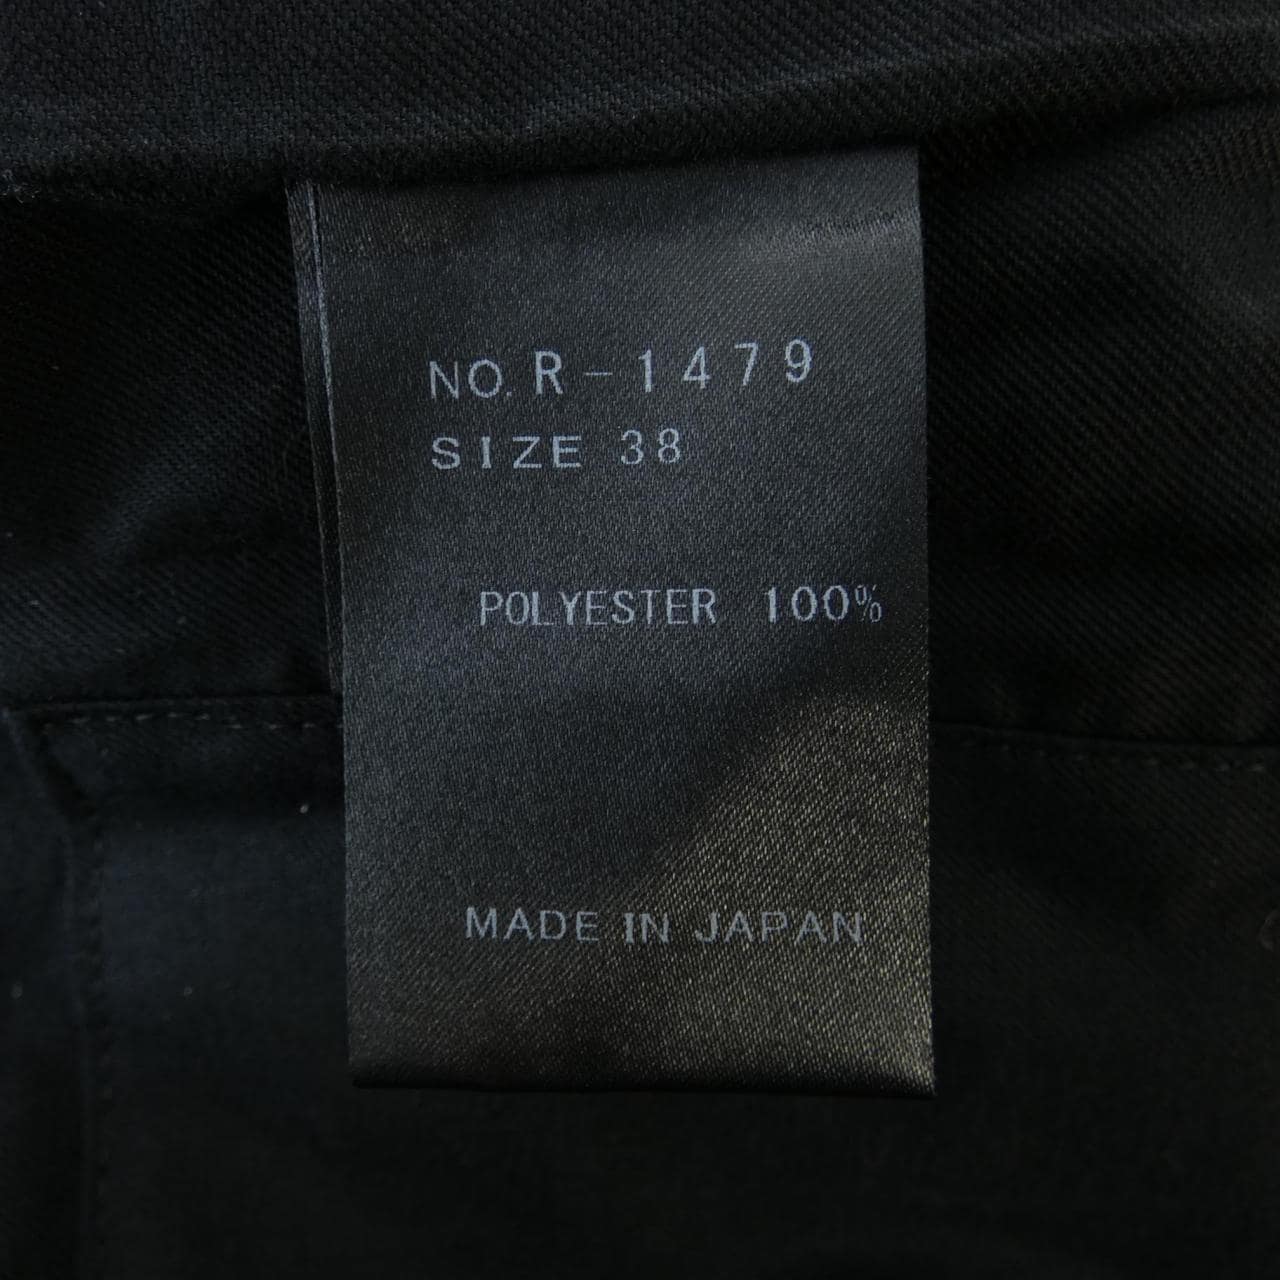 NO. R-1479
SIZE 38
POLYESTER 100%
MADE IN JAPAN